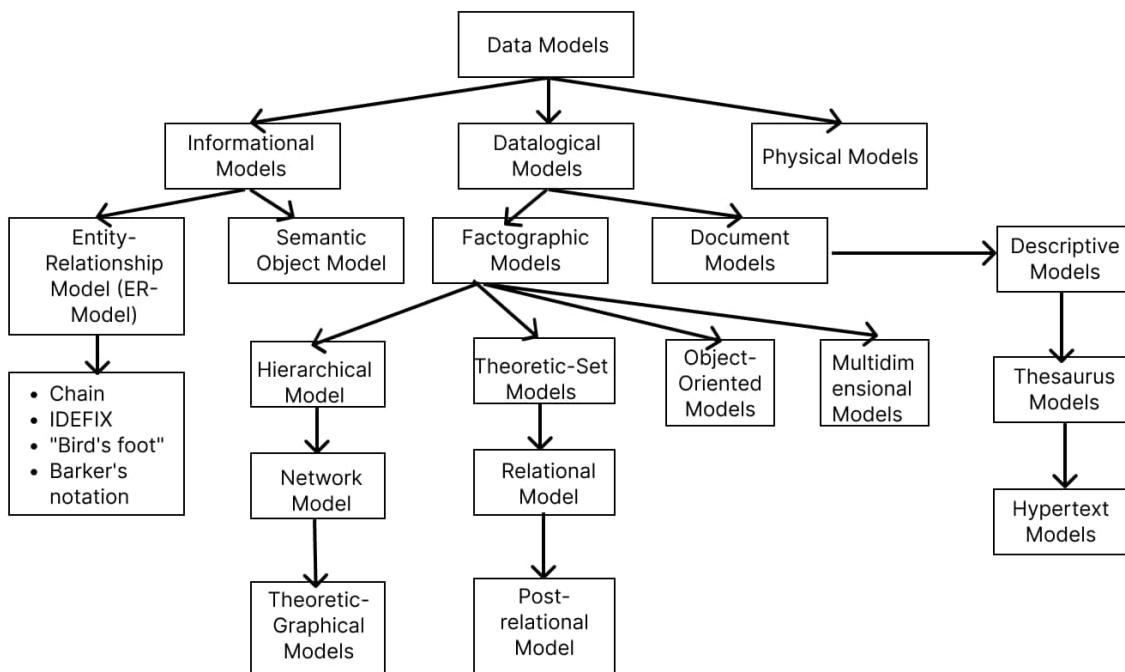 Data Models
Informational
Models
Datalogical
Models
Physical Models
Entity-
Relationship
Model (ER-
Model)
Semantic
Object Model
Factographic
Models
Document
Models
Descriptive
Models
Hierarchical
Model
Theoretic-Set
Models
Object-
Oriented
Models
Multidim
ensional
Models
Thesaurus
Models
• Chain
• IDEFIX
• "Bird's foot"
• Barker's
notation
Network
Model
Relational
Model
Hypertext
Models
Theoretic-
Graphical
Models
Post-
relational
Model